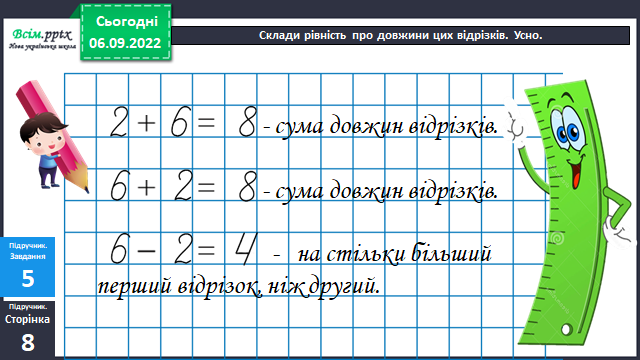 Всім.pptx
Нова українська школа
Сьогодні
06.09.2022
Склади рівність про довжини цих відрізків. Усно.
2 + 6 = 8 - сума довжин відрізків.
6 + 2 = 8 - сума довжин відрізків.
6 - 2 = 4 - на стільки більший
перший відрізок, ніж другий.
Підручник.
Завдання
5
Підручник.
Сторінка
8